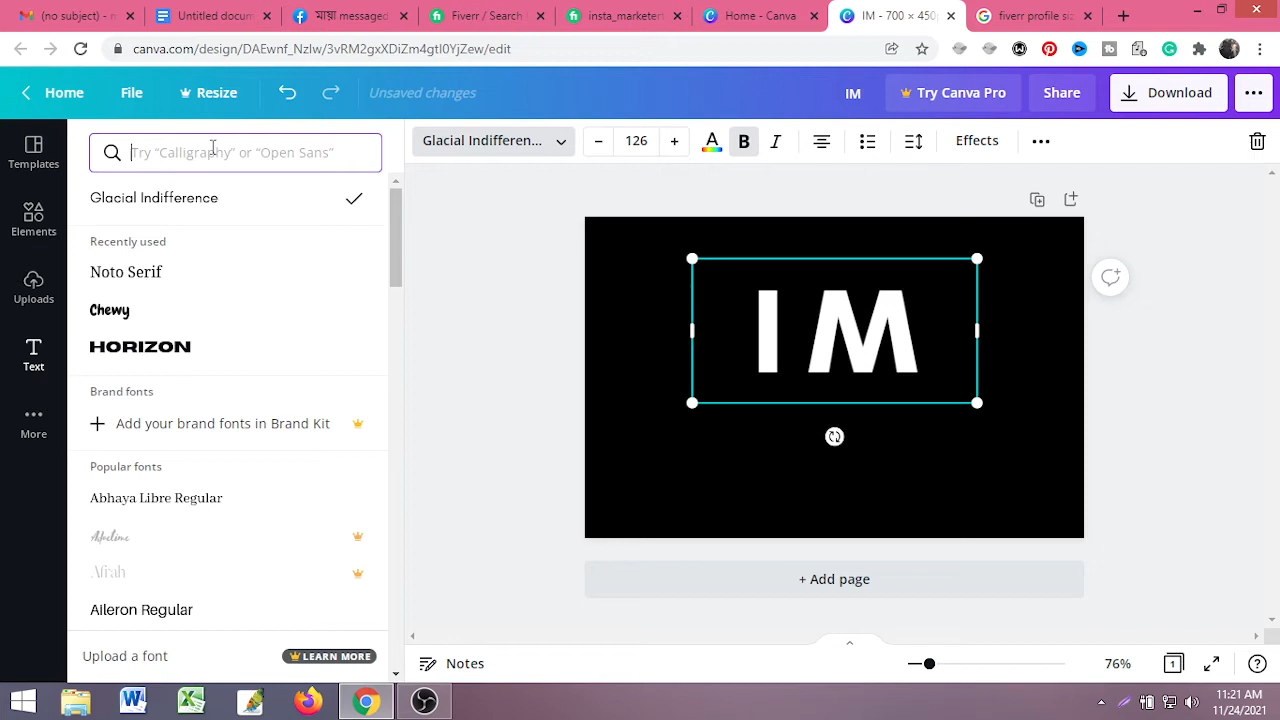 (no subject) - m
Untitled docum
মায়া messaged
Fiverr / Search
insta_marketer
Home - Canva
IM - 700 × 450
fiverr profile siz
canva.com/design/DAEwnf_Nzlw/3vRM2gxXDiZm4gtl0YjZew/edit
Home
File
Resize
Unsaved changes
IM
Try Canva Pro
Share
Download
Templates
Elements
Uploads
Text
More
Try “Calligraphy” or “Open Sans”
Glacial Indifference
Recently used
Noto Serif
Chewy
HORIZON
Brand fonts
Add your brand fonts in Brand Kit
Popular fonts
Abhaya Libre Regular
Adeline
Afrah
Aileron Regular
Upload a font
LEARN MORE
Glacial Indifferen...
126
A
B
I
Effects
I M
+ Add page
Notes
76%
1
11:21 AM
11/24/2021